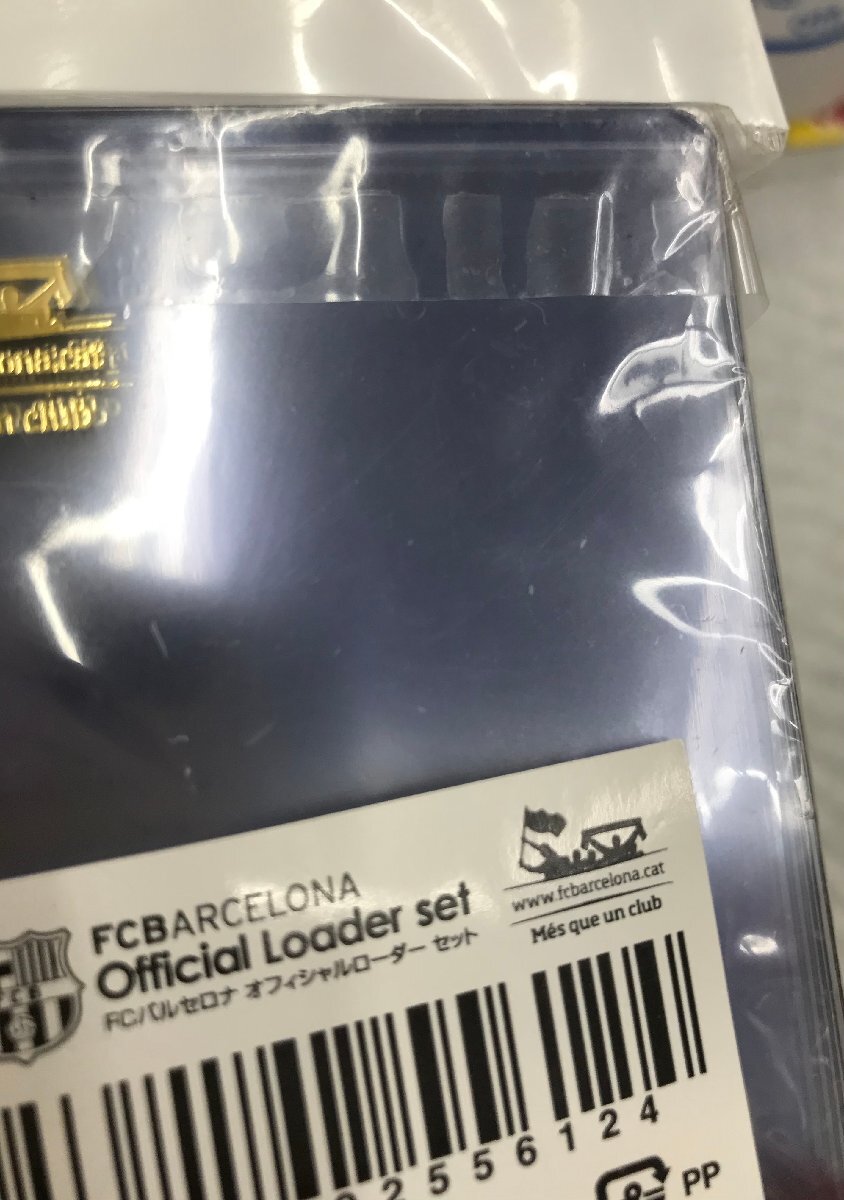 FCBARCELONA
Official Loader set
FCバルセロナ オフィシャルローダー セット
www.fcbarcelona.cat
Més que un club
2556124
PP